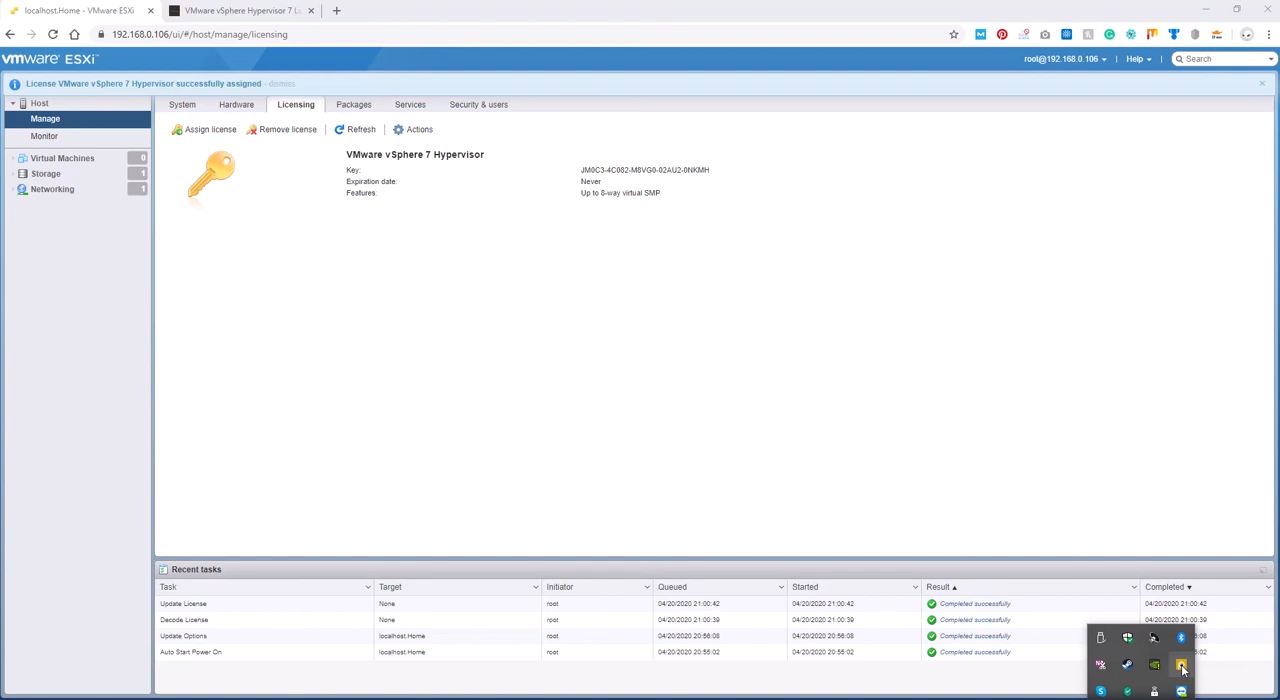 localhost.Home - VMware ESXi
VMware vSphere Hypervisor 7 Li
192.168.0.106/ui/#/host/manage/licensing
vmware ESXi
root@192.168.0.106 | Help | Search
License VMware vSphere 7 Hypervisor successfully assigned - dismiss
Host
Manage
Monitor
Virtual Machines 0
Storage 1
Networking 1
System Hardware Licensing Packages Services Security & users
Assign license Remove license | Refresh | Actions
VMware vSphere 7 Hypervisor
Key: JM0C3-4C082-M8VG0-02AU2-0NKMH
Expiration date: Never
Features: Up to 8-way virtual SMP
Recent tasks
Task Target Initiator Queued Started Result Completed
Update License None root 04/20/2020 21:00:42 04/20/2020 21:00:42 Completed successfully 04/20/2020 21:00:42
Decode License None root 04/20/2020 21:00:39 04/20/2020 21:00:39 Completed successfully 04/20/2020 21:00:39
Update Options localhost.Home root 04/20/2020 20:56:08 04/20/2020 20:56:08 Completed successfully :08
Auto Start Power On localhost.Home root 04/20/2020 20:55:02 04/20/2020 20:55:02 Completed successfully :02